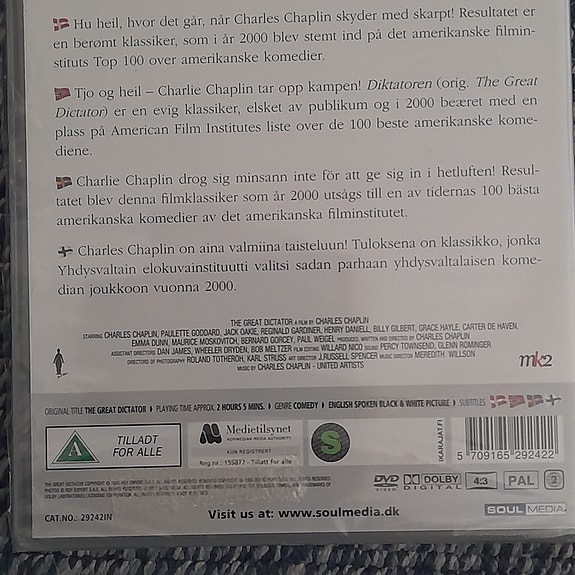 Hu heil, hvor det går, når Charles Chaplin skyder med skarpt! Resultatet er
en berømt klassiker, som i år 2000 blev stemt ind på det amerikanske filmin-
stituts Top 100 over amerikanske komedier.
Tjo og heil – Charlie Chaplin tar opp kampen! Diktatoren (orig. The Great
Dictator) er en evig klassiker, elsket av publikum og i 2000 beæret med en
plass på American Film Institutes liste over de 100 beste amerikanske kome-
diene.
Charlie Chaplin drog sig minsann inte för att ge sig in i hetluften! Resul-
tatet blev denna filmklassiker som år 2000 utsågs till en av tidernas 100 bästa
amerikanska komedier av det amerikanska filminstitutet.
Charles Chaplin on aina valmiina taisteluun! Tuloksena on klassikko, jonka
Yhdysvaltain elokuvainstituutti valitsi sadan parhaan yhdysvaltalaisen kome-
dian joukkoon vuonna 2000.
THE GREAT DICTATOR A FILM BY CHARLES CHAPLIN
STARRING CHARLES CHAPLIN, PAULETTE GODDARD, JACK OAKIE, REGINALD GARDINER, HENRY DANIELL, BILLY GILBERT, GRACE HAYLE, CARTER DE HAVEN,
EMMA DUNN, MAURICE MOSKOVITCH, BERNARD GORCEY, PAUL WEIGEL PRODUCED, WRITTEN AND DIRECTED BY CHARLES CHAPLIN
ASSISTANT DIRECTORS DAN JAMES, WHEELER DRYDEN, BOB MELTZER FILM EDITING WILLARD NICO SOUND PERCY TOWNSEND, GLENN ROMINGER
DIRECTORS OF PHOTOGRAPHY ROLAND TOTHEROH, KARL STRUSS ART DIRECTOR J.RUSSELL SPENCER MUSIC DIRECTOR MEREDITH WILLSON
MUSIC BY CHARLES CHAPLIN - UNITED ARTISTS
mk2
ORIGINAL TITLE THE GREAT DICTATOR PLAYING TIME APPROX. 2 HOURS 5 MINS. GENRE COMEDY ENGLISH SPOKEN BLACK & WHITE PICTURE SUBTITLES
A TILLADT
FOR ALLE
Medietilsynet
NORWEGIAN MEDIA AUTHORITY
KUN REGISTRERT
Reg.nr.: 155877 - Tillatt for alle
S
IKARAJAT.FI
5 709165 292422
DVD VIDEO
DOLBY
DIGITAL
4:3
PAL
2
CAT.NO.: 29242IN
Visit us at: www.soulmedia.dk
SOUL MEDIA